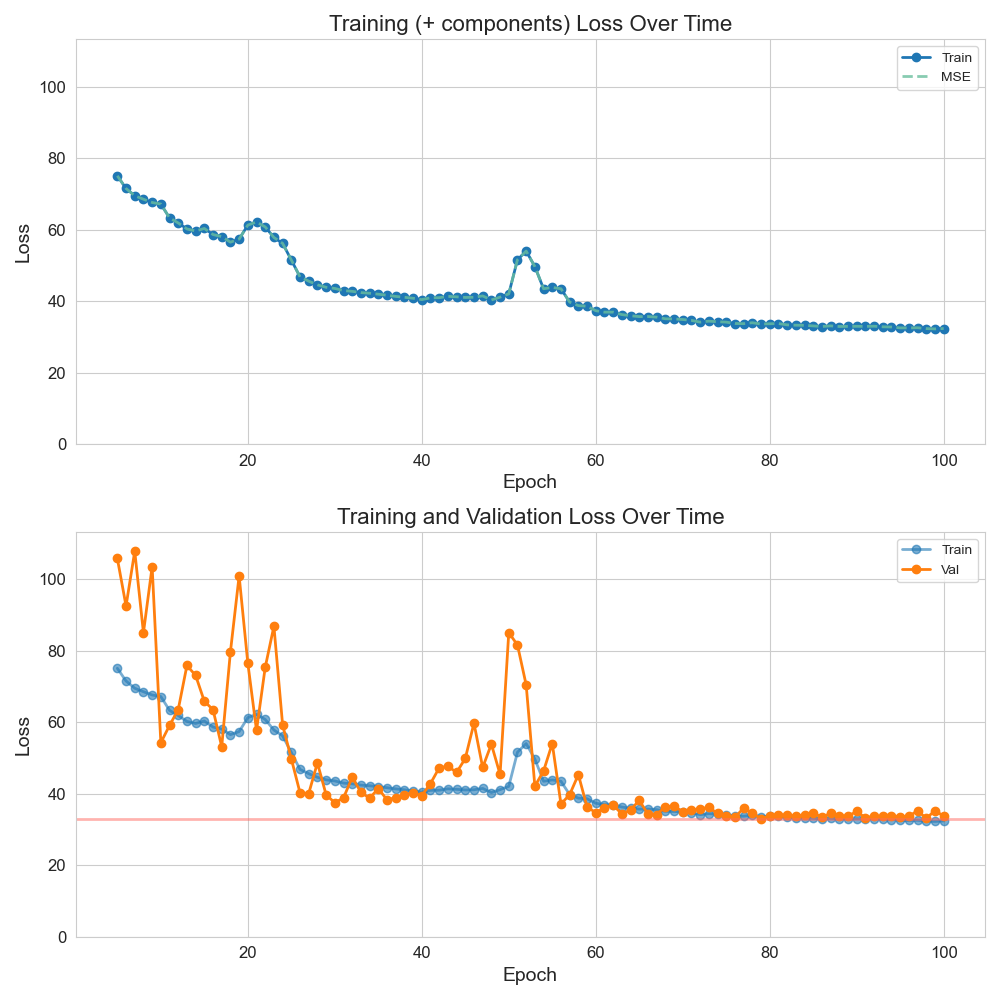 Training (+ components) Loss Over Time
Train
MSE
Loss
100
80
60
40
20
0
20 40 60 80 100
Epoch
Training and Validation Loss Over Time
Train
Val
Loss
100
80
60
40
20
0
20 40 60 80 100
Epoch